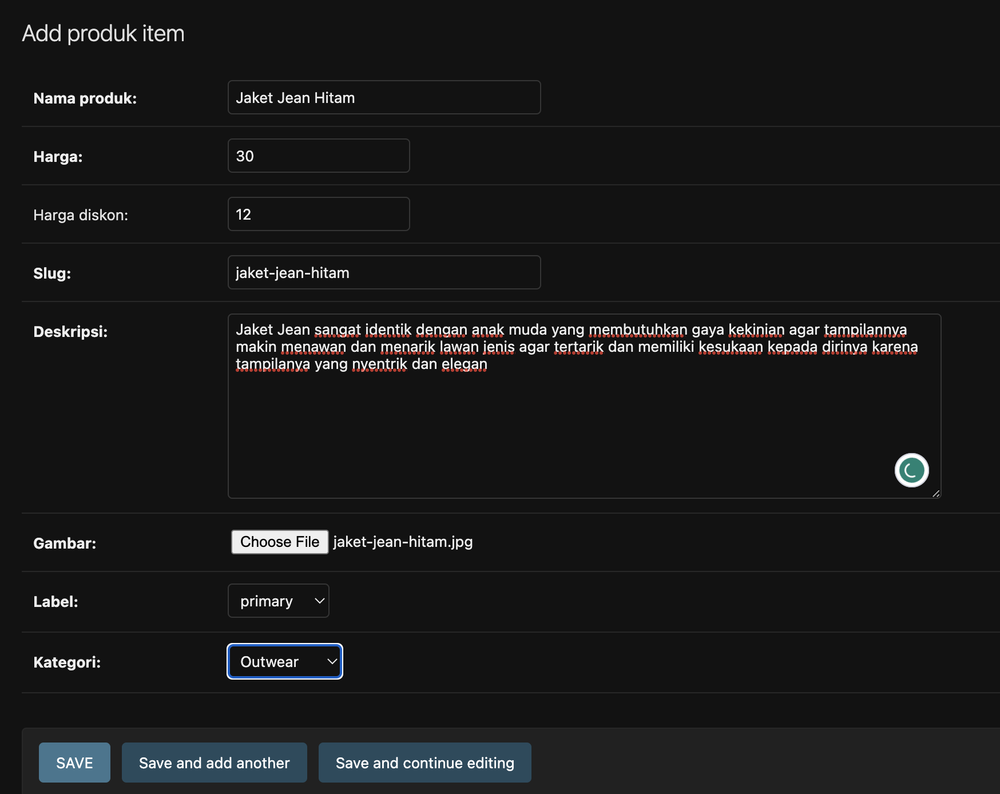 Add produk item
Nama produk: Jaket Jean Hitam
Harga: 30
Harga diskon: 12
Slug: jaket-jean-hitam
Deskripsi: Jaket Jean sangat identik dengan anak muda yang membutuhkan gaya kekinian agar tampilannya
makin menawan dan menarik lawan jenis agar tertarik dan memiliki kesukaan kepada dirinya karena
tampilanya yang nyentrik dan elegan
Gambar: Choose File jaket-jean-hitam.jpg
Label: primary
Kategori: Outwear
SAVE Save and add another Save and continue editing